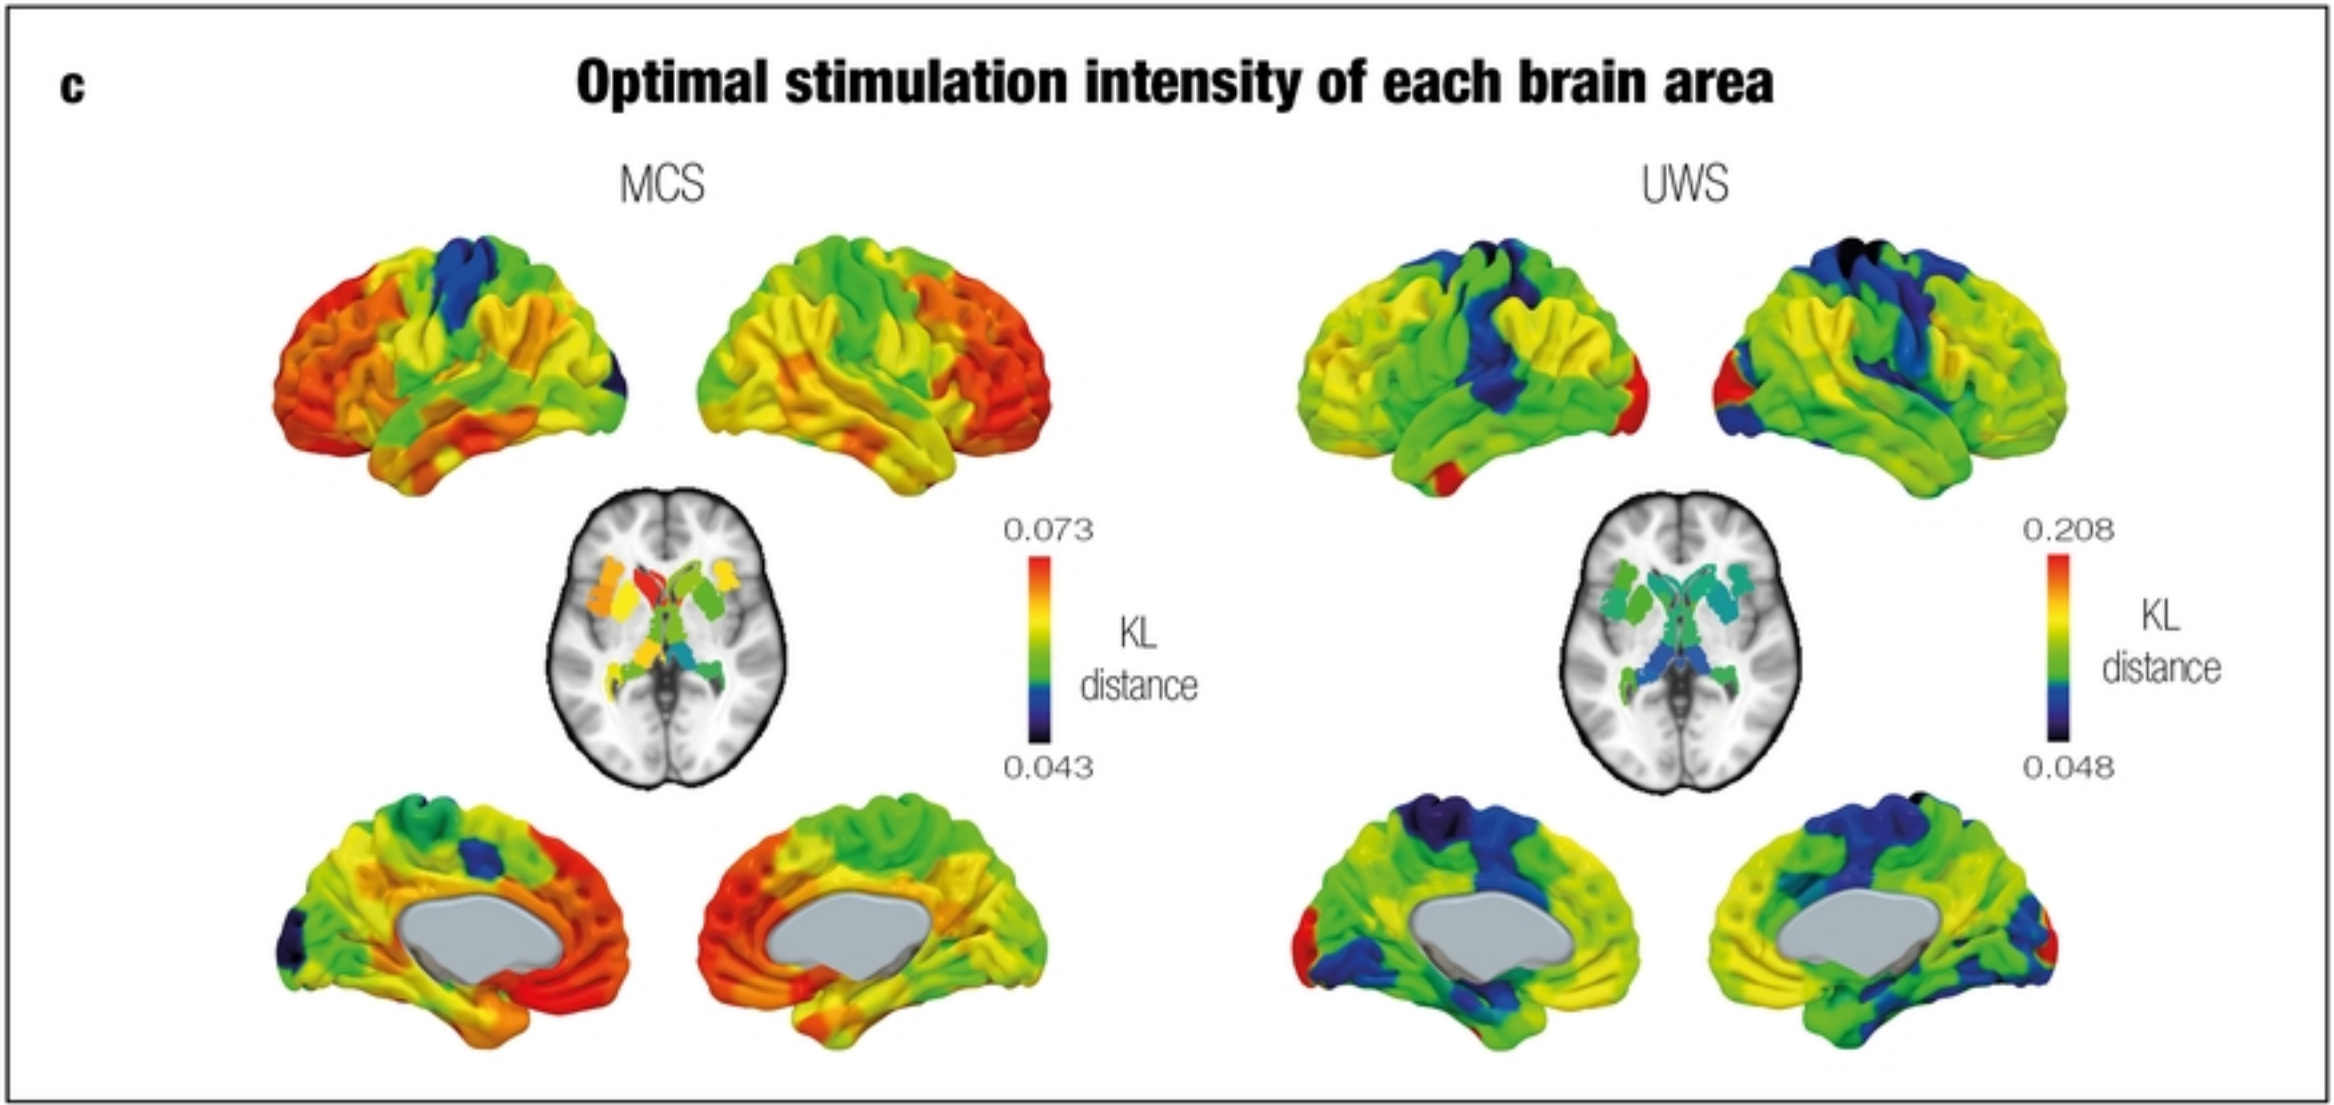 c
Optimal stimulation intensity of each brain area
MCS
UWS
0.073
KL
distance
0.043
0.208
KL
distance
0.048